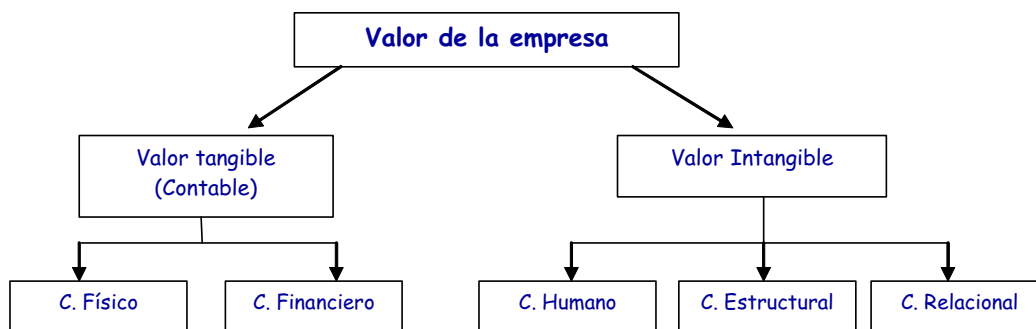 Valor de la empresa
Valor tangible
(Contable)
Valor Intangible
C. Físico
C. Financiero
C. Humano
C. Estructural
C. Relacional